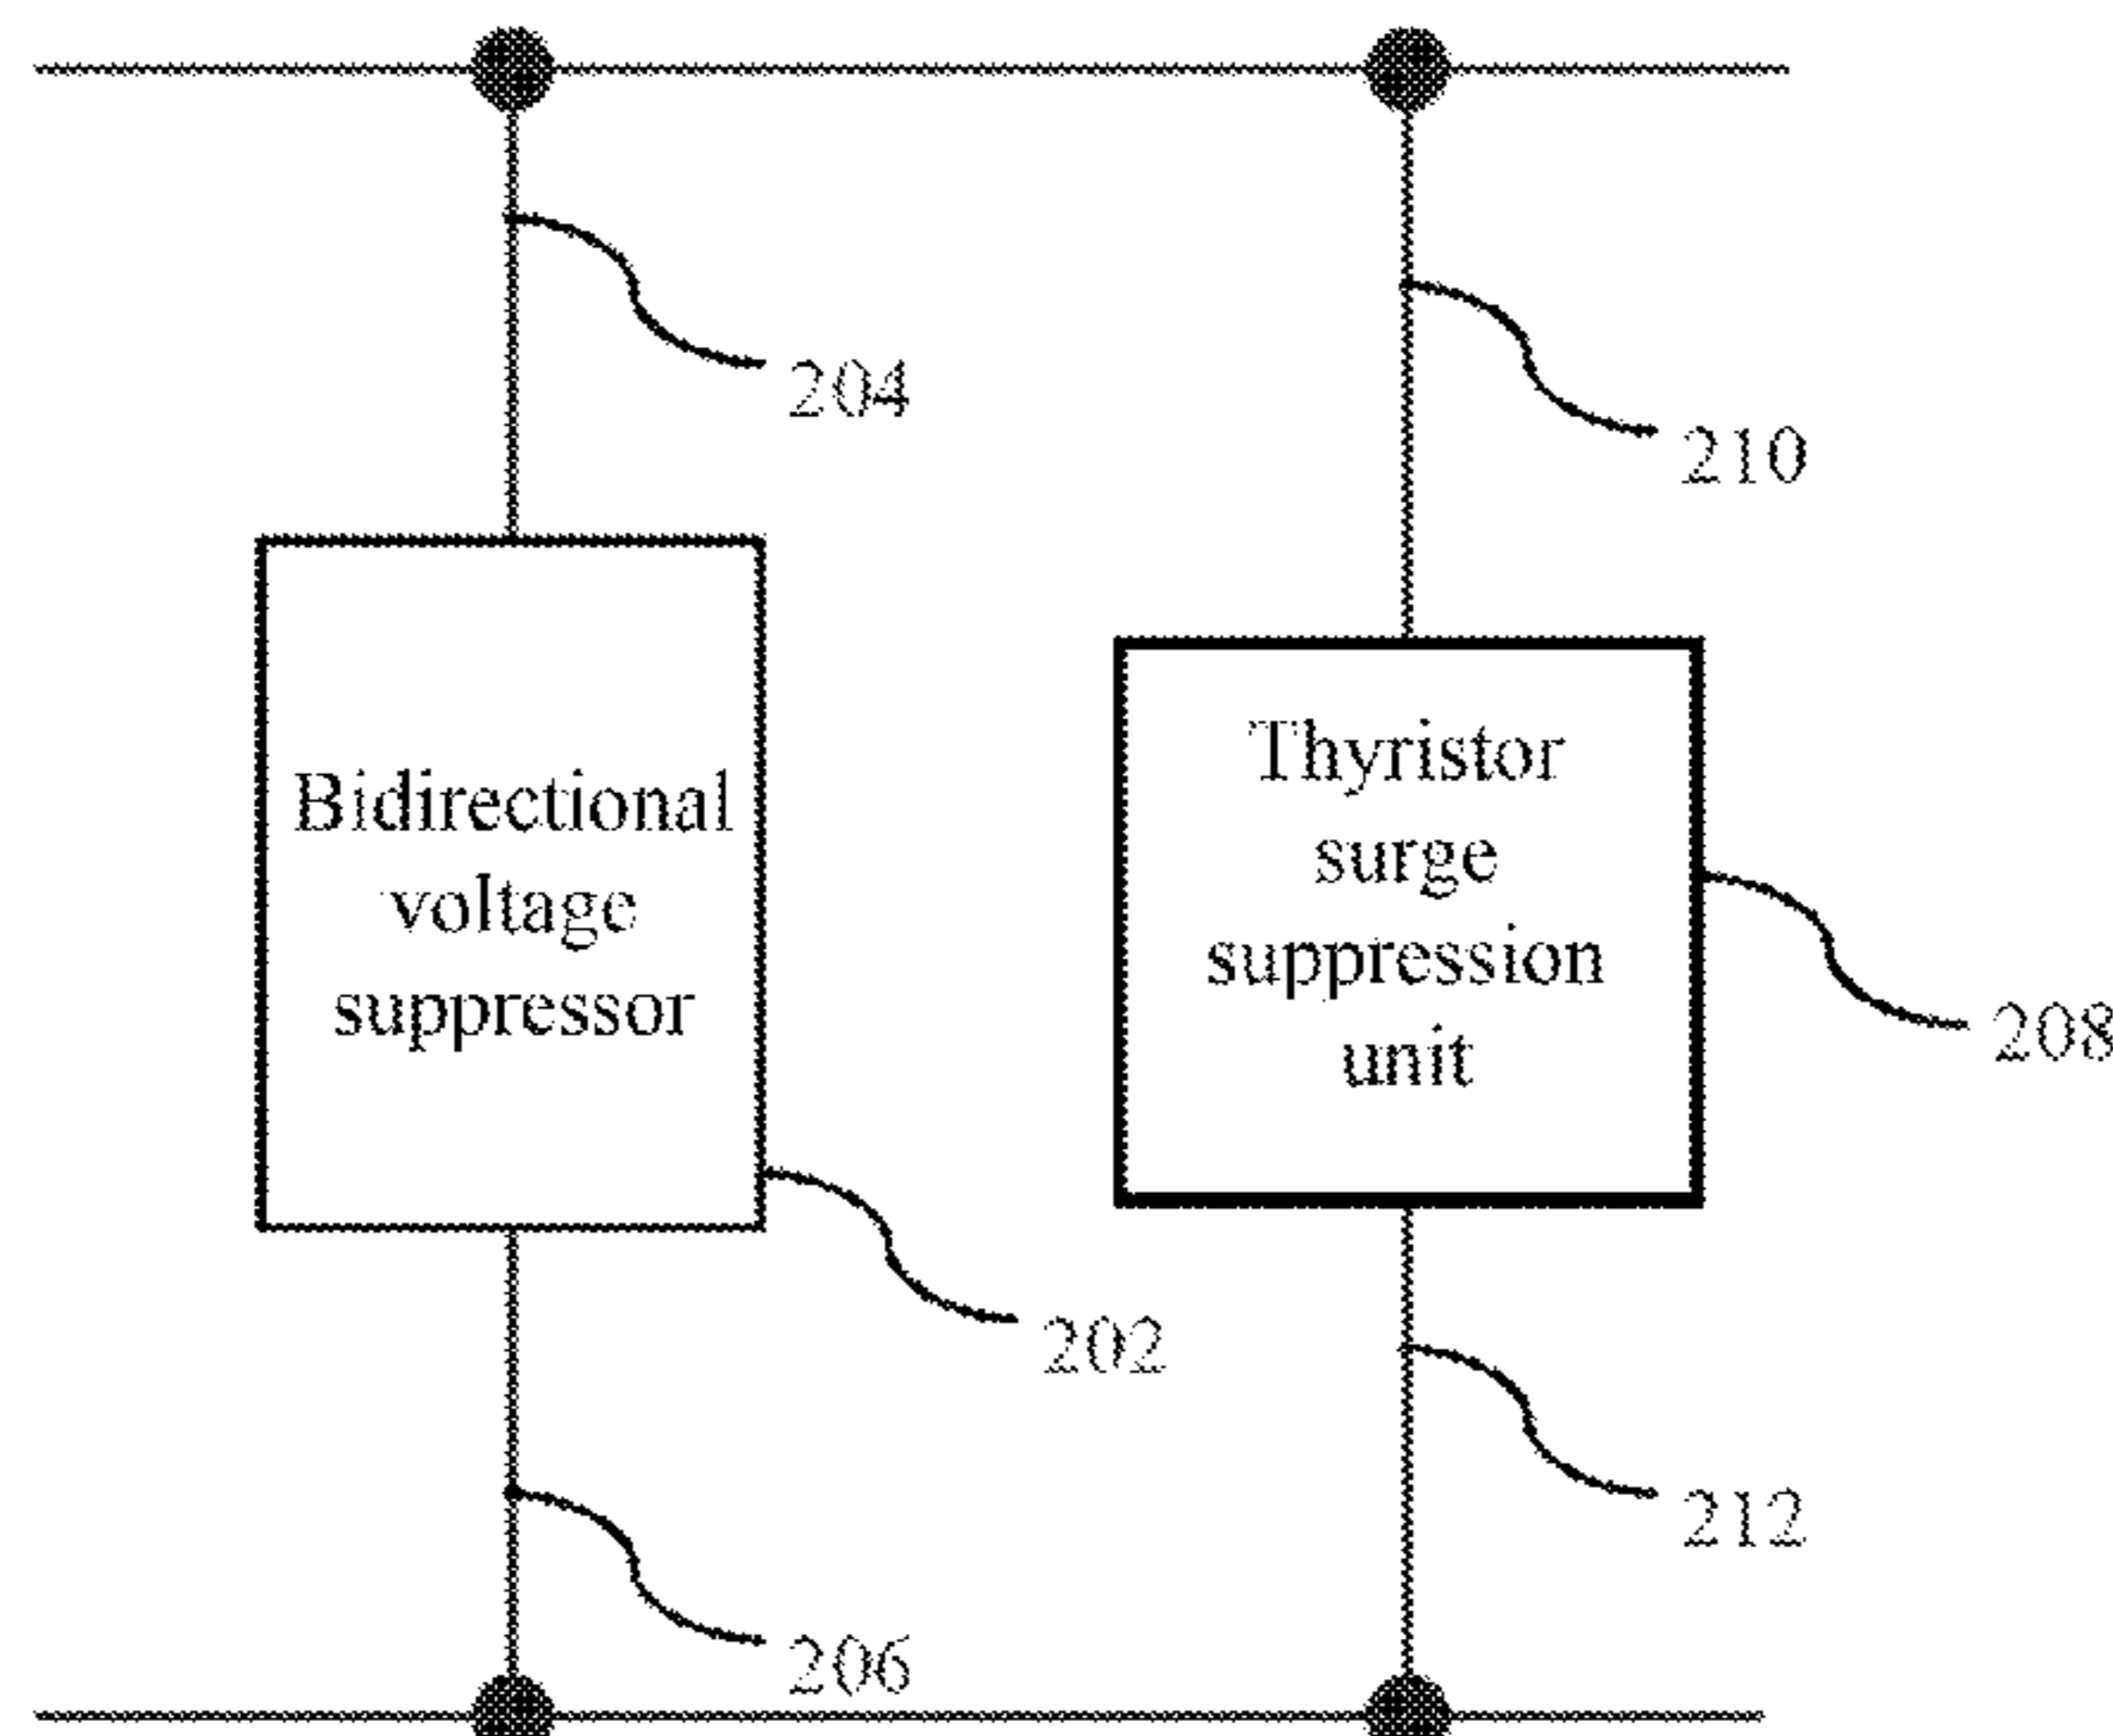 204
210
Bidirectional
voltage
suppressor
Thyristor
surge
suppression
unit
208
202
212
206